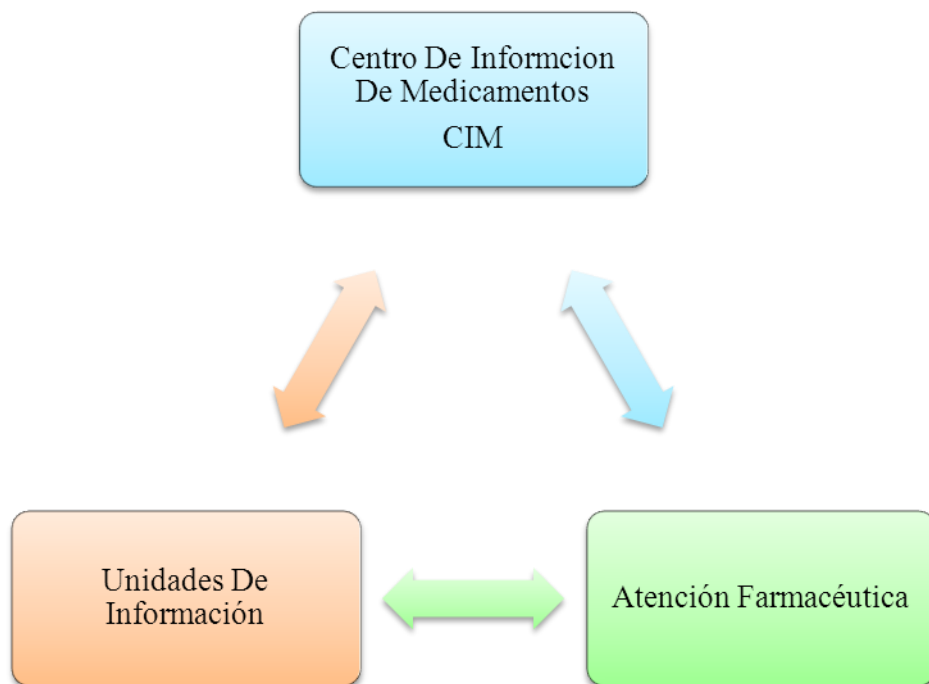 Centro De Informcion
De Medicamentos
CIM
Unidades De
Información
Atención Farmacéutica